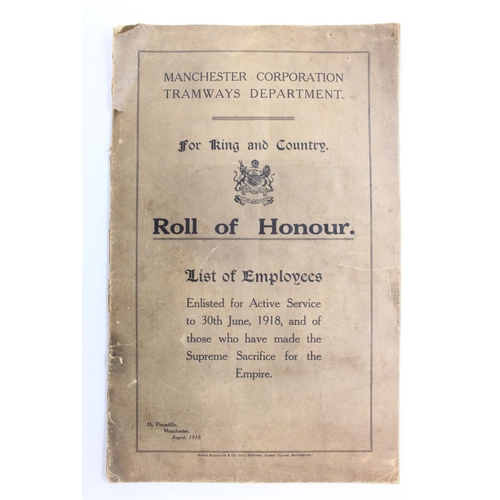 MANCHESTER CORPORATION
TRAMWAYS DEPARTMENT.
For King and Country.
Roll of Honour.
List of Employees
Enlisted for Active Service
to 30th June, 1918, and of
those who have made the
Supreme Sacrifice for the
Empire.
55, Piccadilly,
Manchester,
August, 1918.